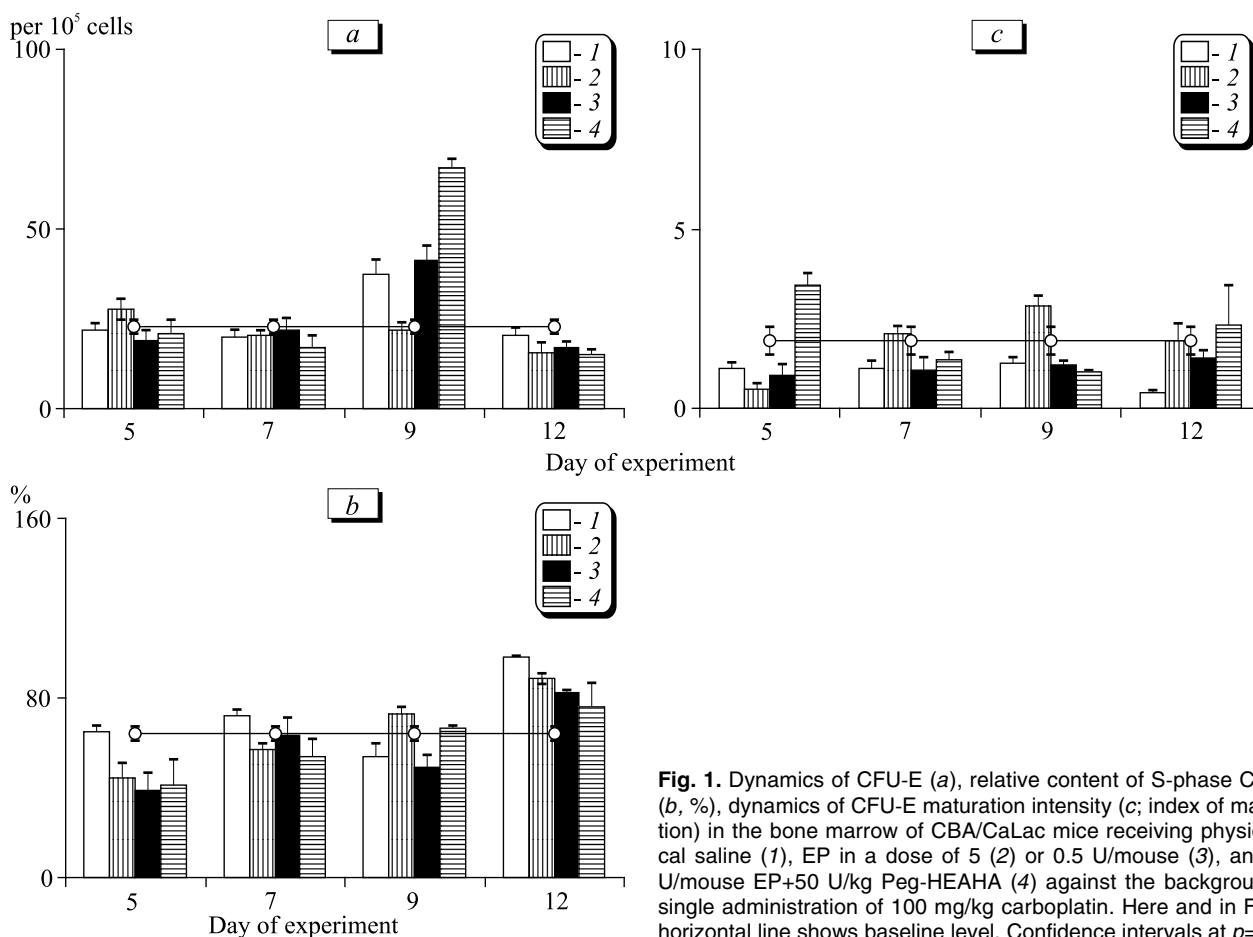 per 10⁵ cells
a
100
50
0
- 1
- 2
- 3
- 4
5 7 9 12
c
10
5
0
- 1
- 2
- 3
- 4
5 7 9 12
Day of experiment
%
b
160
80
0
- 1
- 2
- 3
- 4
5 7 9 12
Day of experiment
Fig. 1. Dynamics of CFU-E (a), relative content of S-phase C
(b, %), dynamics of CFU-E maturation intensity (c; index of ma
tion) in the bone marrow of CBA/CaLac mice receiving physi
cal saline (1), EP in a dose of 5 (2) or 0.5 U/mouse (3), an
U/mouse EP+50 U/kg Peg-HEAHA (4) against the backgrou
single administration of 100 mg/kg carboplatin. Here and in F
horizontal line shows baseline level. Confidence intervals at p=